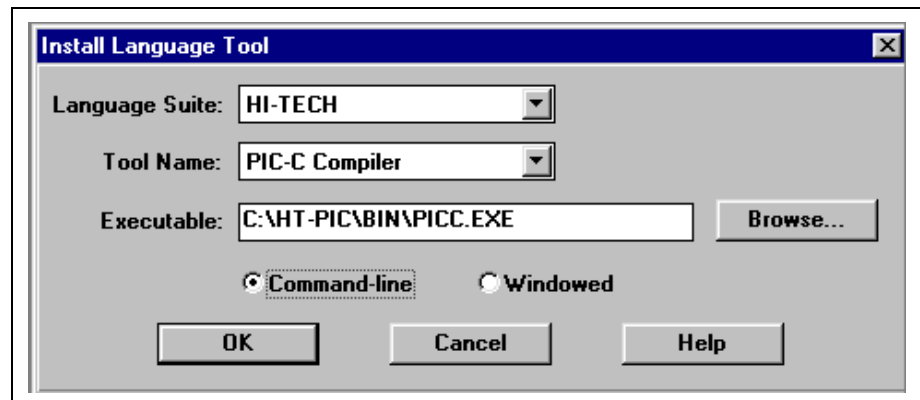 Install Language Tool
Language Suite: HI-TECH
Tool Name: PIC-C Compiler
Executable: C:\HT-PIC\BIN\PICC.EXE Browse...
Command-line Windowed
OK Cancel Help